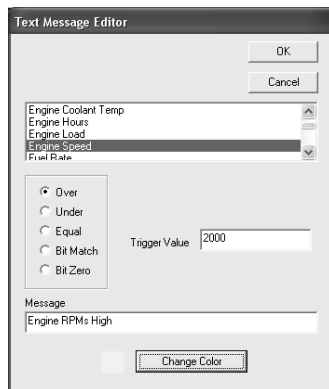 Text Message Editor
OK
Cancel
Engine Coolant Temp
Engine Hours
Engine Load
Engine Speed
Fuel Rate
Over
Under
Equal
Bit Match
Bit Zero
Trigger Value 2000
Message
Engine RPMs High
Change Color